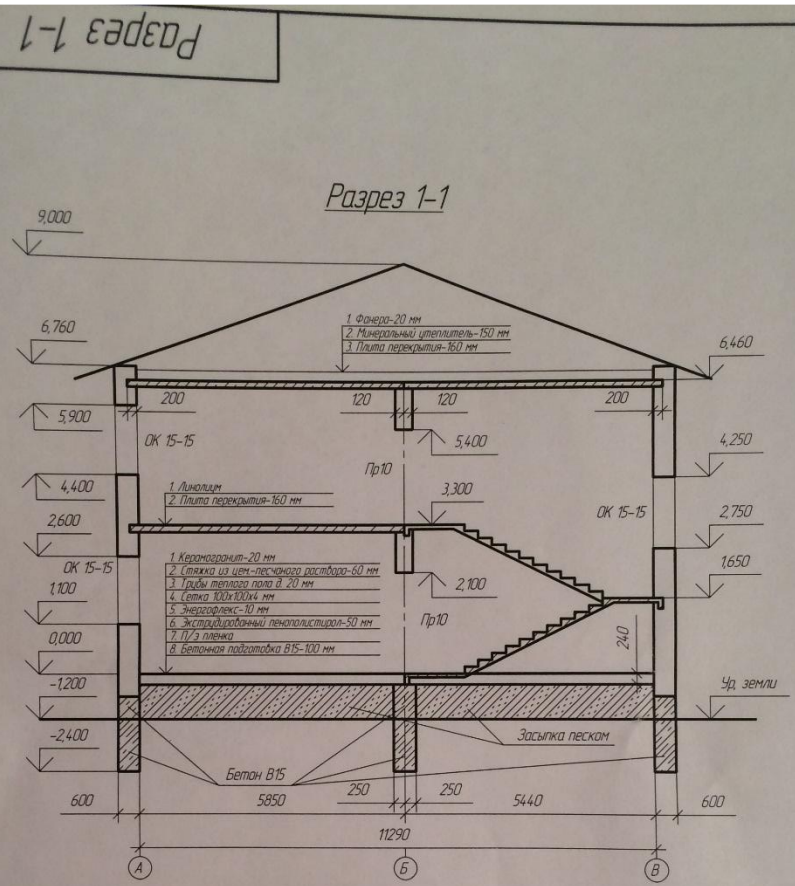 Разрез 1-1
Разрез 1-1
9,000
1. Фанера-20 мм
2. Минеральный утеплитель-150 мм
3. Плита перекрытия-160 мм
6,760
6,460
200
120
120
200
5,900
ОК 15-15
5,400
4,250
Пр10
4,400
1. Линолиум
2. Плита перекрытия-160 мм
3,300
ОК 15-15
2,600
2,750
1. Керамогранит-20 мм
2. Стяжка из цем.-песчаного раствора-60 мм
3. Трубы теплого пола д. 20 мм
4. Сетка 100х100х4 мм
5. Энергофлекс-10 мм
6. Экструдированный пенополистирол-50 мм
7. П/э пленка
8. Бетонная подготовка В15-100 мм
ОК 15-15
2,100
1,650
1,100
Пр10
0,000
240
-1,200
Ур. земли
Засыпка песком
-2,400
Бетон В15
600
5850
250
250
5440
600
11290
А
Б
В